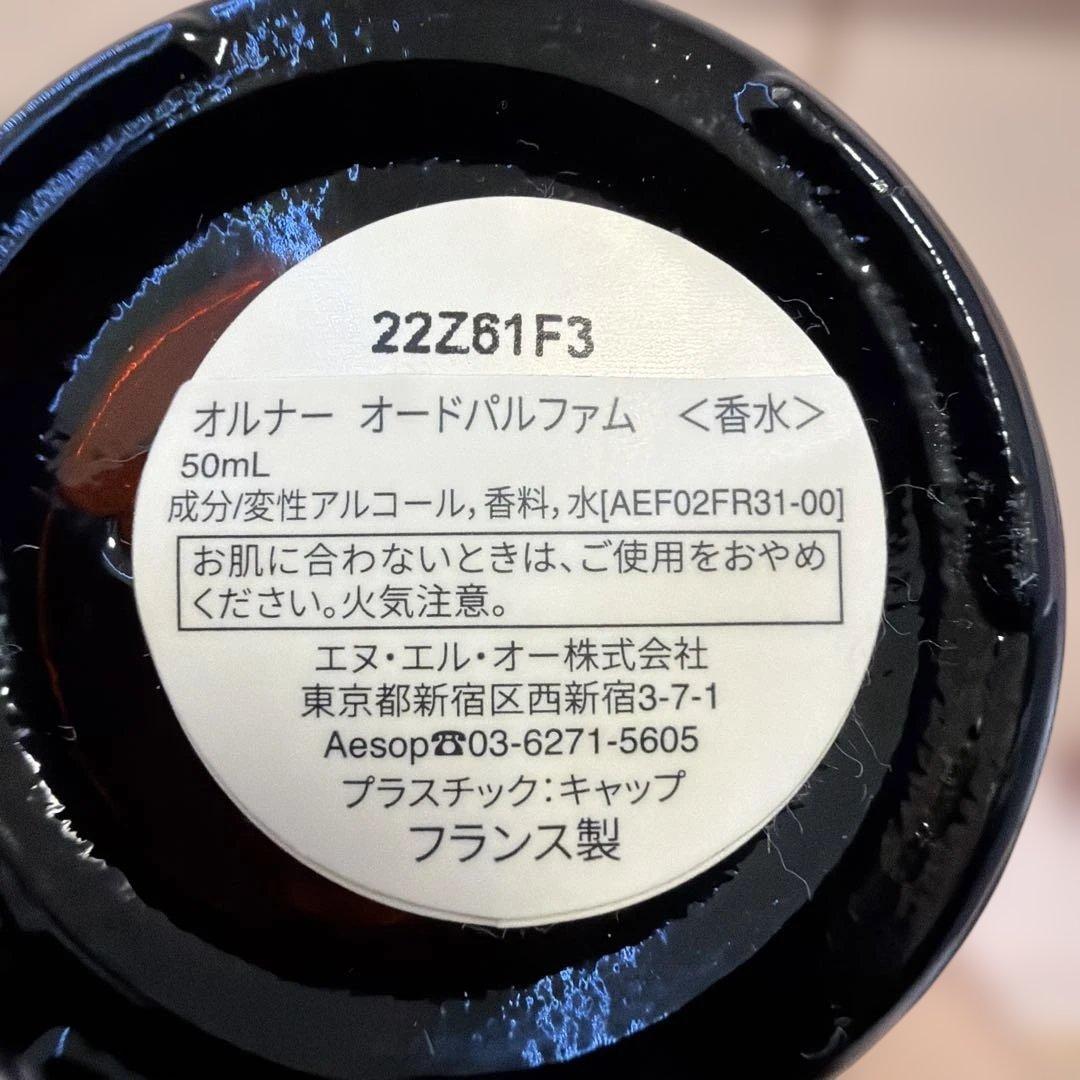 22Z61F3
オルナー オードパルファム <香水>
50mL
成分/変性アルコール,香料,水[AEF02FR31-00]
お肌に合わないときは、ご使用をおやめ
ください。火気注意。
エヌ・エル・オー株式会社
東京都新宿区西新宿3-7-1
Aesop☎03-6271-5605
プラスチック:キャップ
フランス製